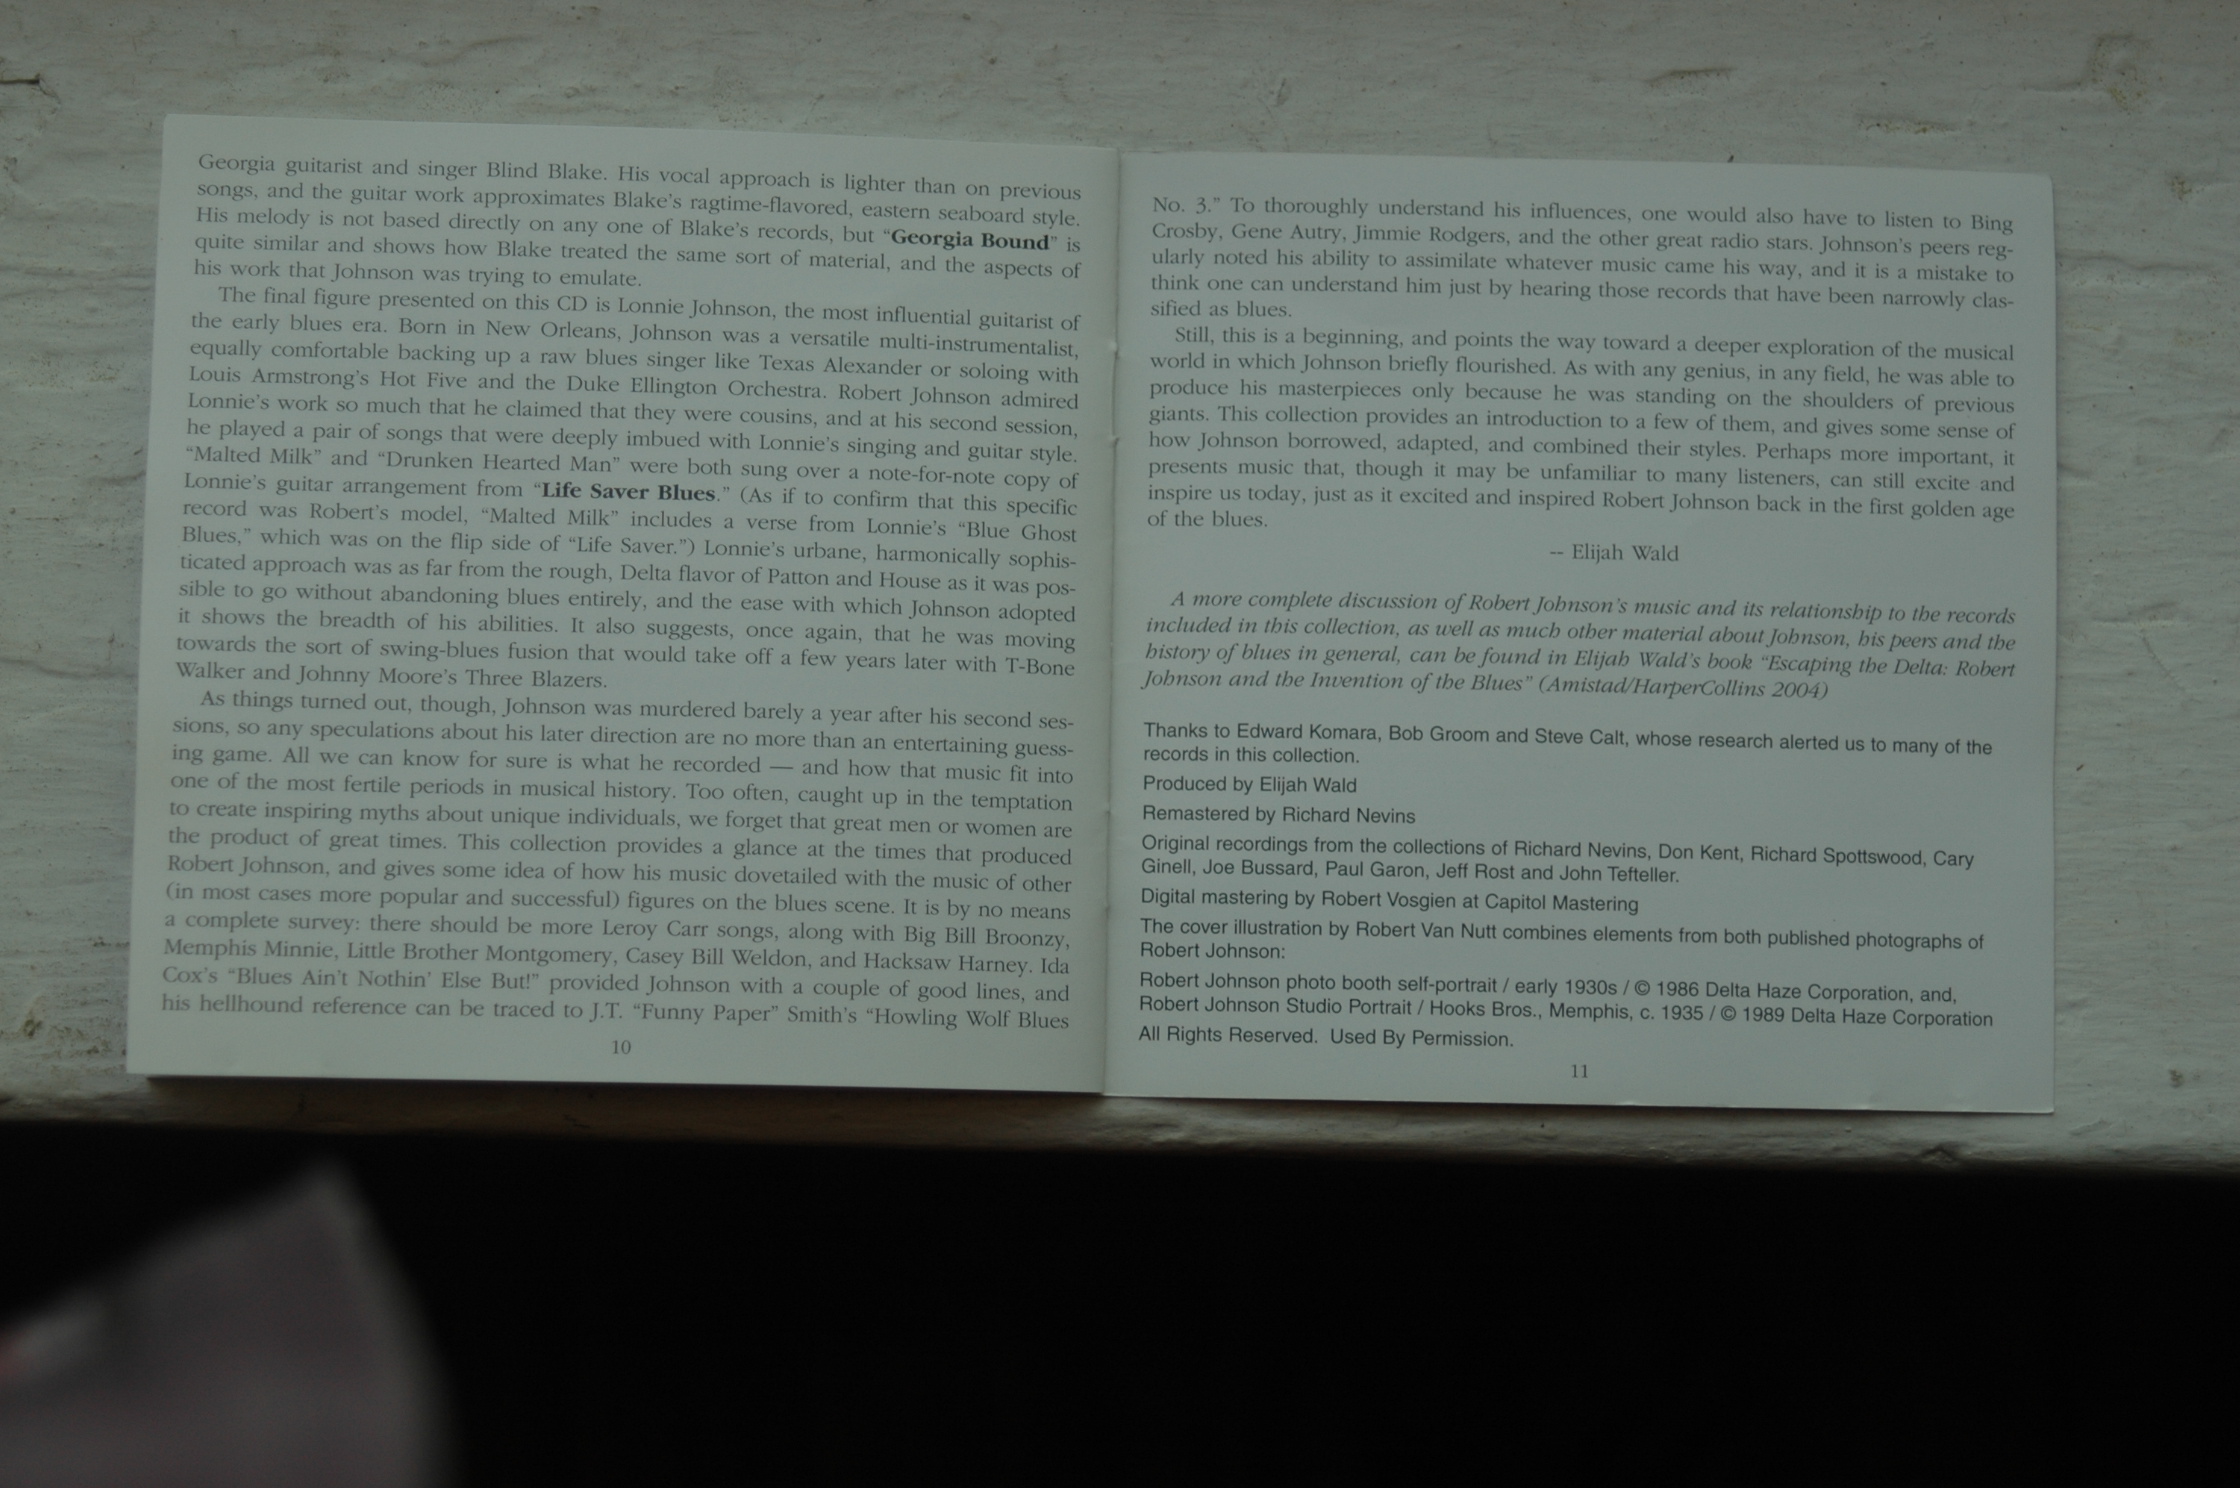 Georgia guitarist and singer Blind Blake. His vocal approach is lighter than on previous
songs, and the guitar work approximates Blake's ragtime-flavored, eastern seaboard style.
His melody is not based directly on any one of Blake's records, but “Georgia Bound” is
quite similar and shows how Blake treated the same sort of material, and the aspects of
his work that Johnson was trying to emulate.
The final figure presented on this CD is Lonnie Johnson, the most influential guitarist of
the early blues era. Born in New Orleans, Johnson was a versatile multi-instrumentalist,
equally comfortable backing up a raw blues singer like Texas Alexander or soloing with
Louis Armstrong's Hot Five and the Duke Ellington Orchestra. Robert Johnson admired
Lonnie's work so much that he claimed that they were cousins, and at his second session,
he played a pair of songs that were deeply imbued with Lonnie's singing and guitar style.
“Malted Milk” and “Drunken Hearted Man” were both sung over a note-for-note copy of
Lonnie's guitar arrangement from “Life Saver Blues.” (As if to confirm that this specific
record was Robert's model, “Malted Milk” includes a verse from Lonnie's “Blue Ghost
Blues,” which was on the flip side of “Life Saver.”) Lonnie's urbane, harmonically sophis-
ticated approach was as far from the rough, Delta flavor of Patton and House as it was pos-
sible to go without abandoning blues entirely, and the ease with which Johnson adopted
it shows the breadth of his abilities. It also suggests, once again, that he was moving
towards the sort of swing-blues fusion that would take off a few years later with T-Bone
Walker and Johnny Moore's Three Blazers.
As things turned out, though, Johnson was murdered barely a year after his second ses-
sions, so any speculations about his later direction are no more than an entertaining guess-
ing game. All we can know for sure is what he recorded — and how that music fit into
one of the most fertile periods in musical history. Too often, caught up in the temptation
to create inspiring myths about unique individuals, we forget that great men or women are
the product of great times. This collection provides a glance at the times that produced
Robert Johnson, and gives some idea of how his music dovetailed with the music of other
(in most cases more popular and successful) figures on the blues scene. It is by no means
a complete survey: there should be more Leroy Carr songs, along with Big Bill Broonzy,
Memphis Minnie, Little Brother Montgomery, Casey Bill Weldon, and Hacksaw Harney. Ida
Cox's “Blues Ain't Nothin' Else But!” provided Johnson with a couple of good lines, and
his hellhound reference can be traced to J.T. “Funny Paper” Smith's “Howling Wolf Blues
10
No. 3.” To thoroughly understand his influences, one would also have to listen to Bing
Crosby, Gene Autry, Jimmie Rodgers, and the other great radio stars. Johnson's peers reg-
ularly noted his ability to assimilate whatever music came his way, and it is a mistake to
think one can understand him just by hearing those records that have been narrowly clas-
sified as blues.
Still, this is a beginning, and points the way toward a deeper exploration of the musical
world in which Johnson briefly flourished. As with any genius, in any field, he was able to
produce his masterpieces only because he was standing on the shoulders of previous
giants. This collection provides an introduction to a few of them, and gives some sense of
how Johnson borrowed, adapted, and combined their styles. Perhaps more important, it
presents music that, though it may be unfamiliar to many listeners, can still excite and
inspire us today, just as it excited and inspired Robert Johnson back in the first golden age
of the blues.
-- Elijah Wald
A more complete discussion of Robert Johnson's music and its relationship to the records
included in this collection, as well as much other material about Johnson, his peers and the
history of blues in general, can be found in Elijah Wald's book “Escaping the Delta: Robert
Johnson and the Invention of the Blues” (Amistad/HarperCollins 2004)
Thanks to Edward Komara, Bob Groom and Steve Calt, whose research alerted us to many of the
records in this collection.
Produced by Elijah Wald
Remastered by Richard Nevins
Original recordings from the collections of Richard Nevins, Don Kent, Richard Spottswood, Cary
Ginell, Joe Bussard, Paul Garon, Jeff Rost and John Tefteller.
Digital mastering by Robert Vosgien at Capitol Mastering
The cover illustration by Robert Van Nutt combines elements from both published photographs of
Robert Johnson:
Robert Johnson photo booth self-portrait / early 1930s / © 1986 Delta Haze Corporation, and,
Robert Johnson Studio Portrait / Hooks Bros., Memphis, c. 1935 / © 1989 Delta Haze Corporation
All Rights Reserved. Used By Permission.
11